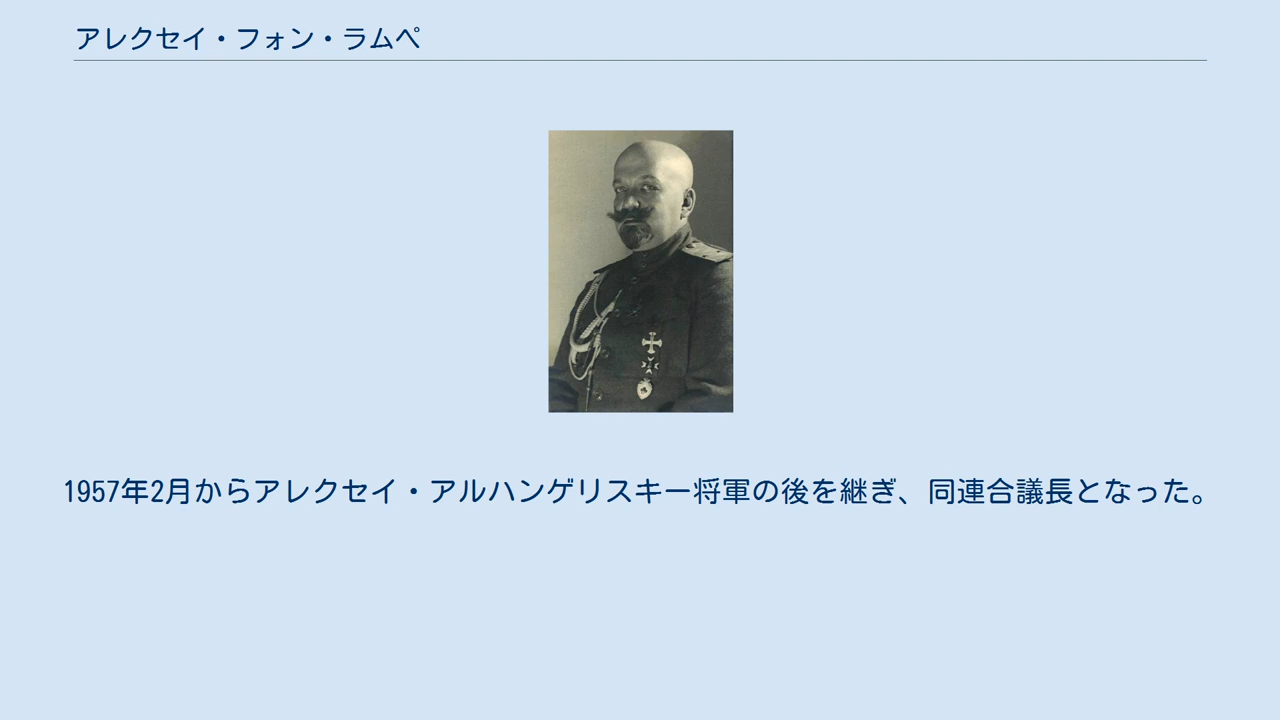 アレクセイ・フォン・ラムペ
1957年2月からアレクセイ・アルハンゲリスキー将軍の後を継ぎ、同連合議長となった。